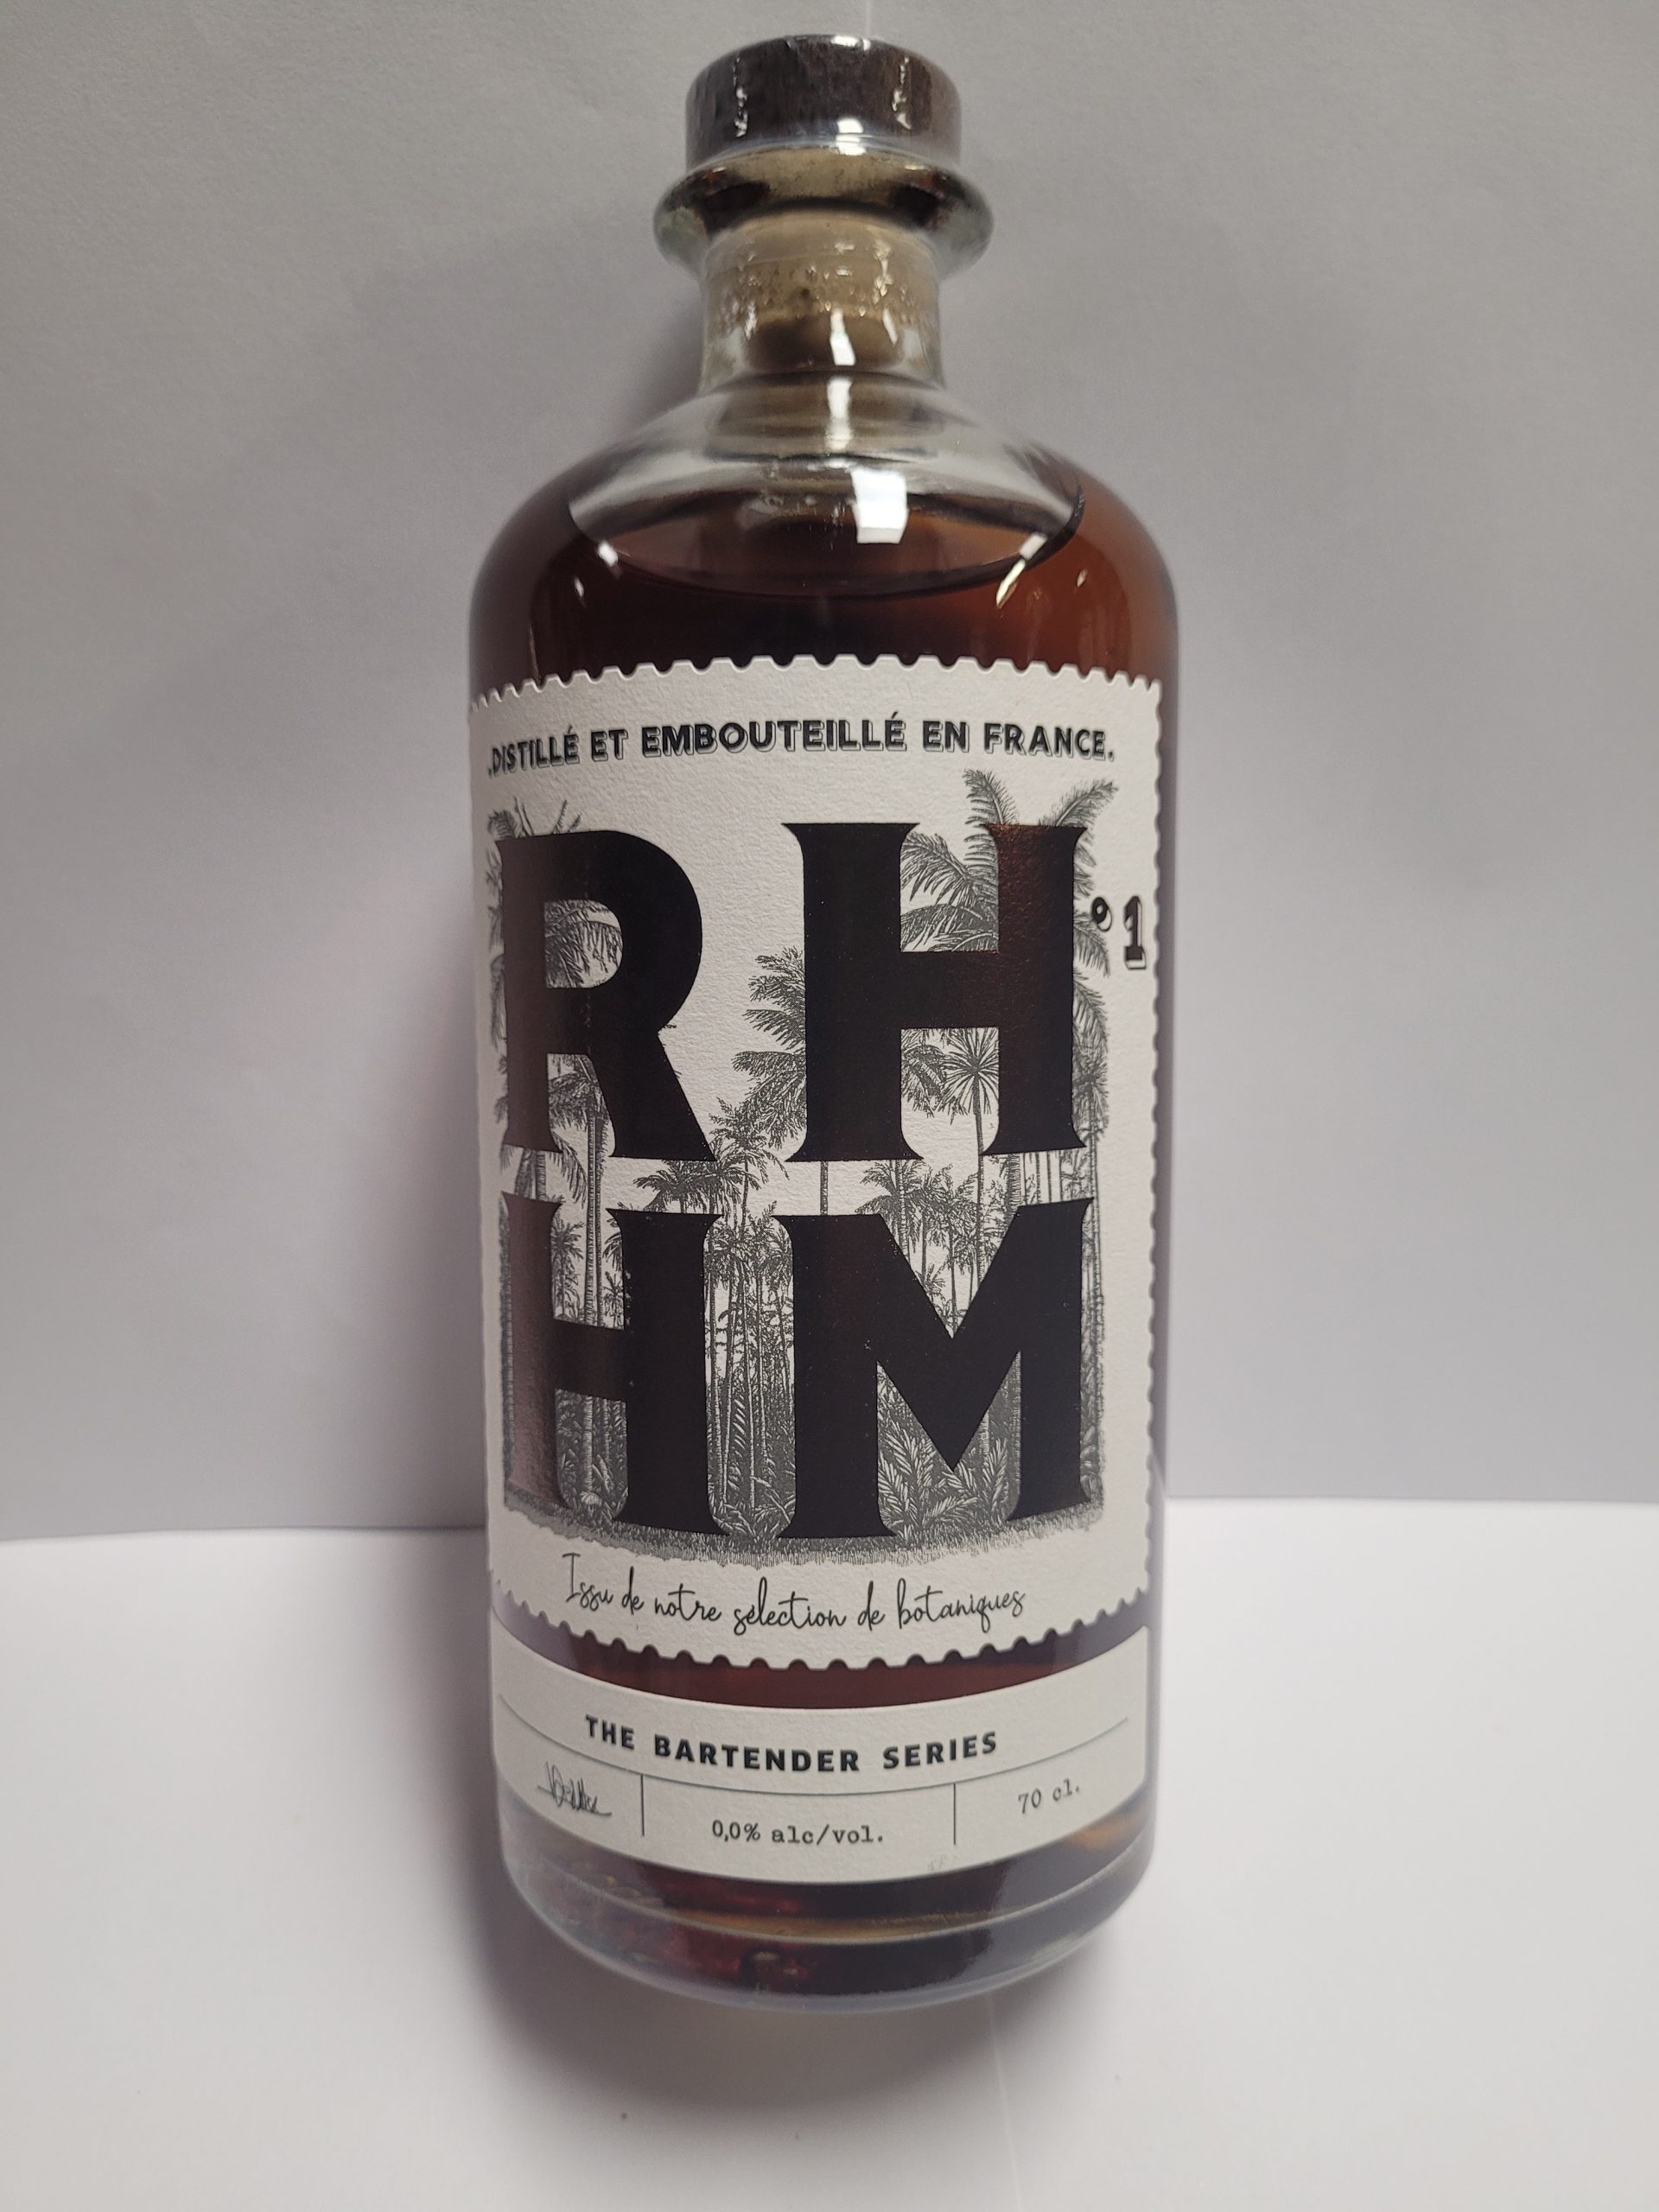 .DISTILLÉ ET EMBOUTEILLÉ EN FRANCE.
RH °1
HM
Issu de notre sélection de botaniques
THE BARTENDER SERIES
0,0% alc/vol.
70 cl.